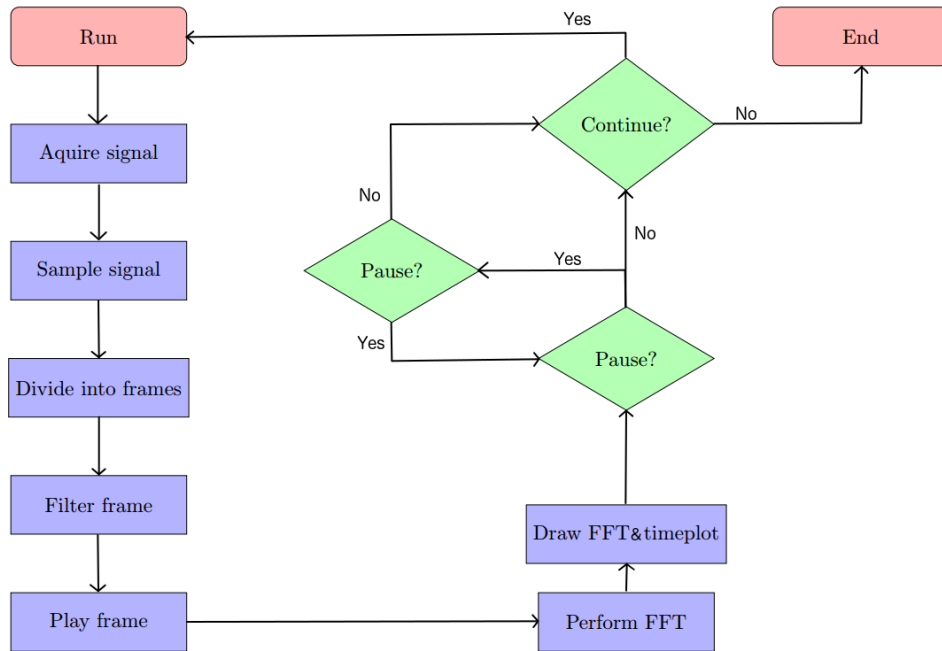 Run
Yes
End
Aquire signal
Continue?
No
No
Sample signal
Pause?
Yes
No
Yes
Pause?
Divide into frames
Filter frame
Draw FFT&timeplot
Play frame
Perform FFT